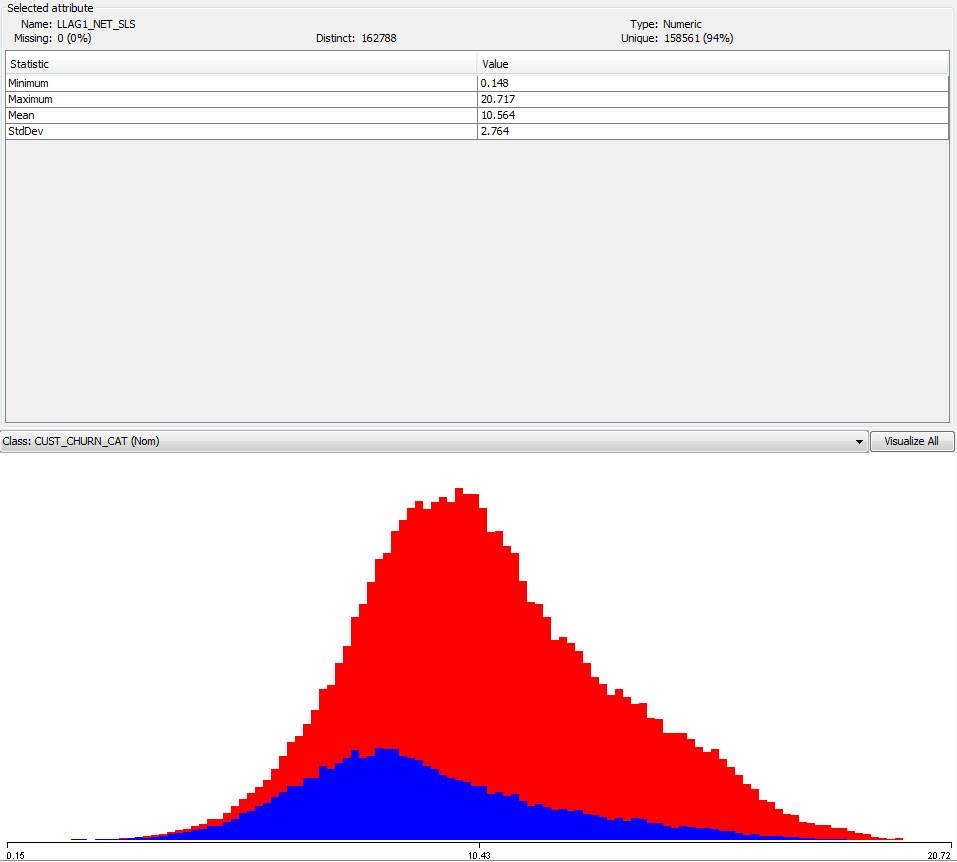 Selected attribute
Name: LLAG1_NET_SLS Type: Numeric
Missing: 0 (0%) Distinct: 162788 Unique: 158561 (94%)
Statistic Value
Minimum 0.148
Maximum 20.717
Mean 10.564
StdDev 2.764
Class: CUST_CHURN_CAT (Nom) Visualize All
0.15 10.43 20.72